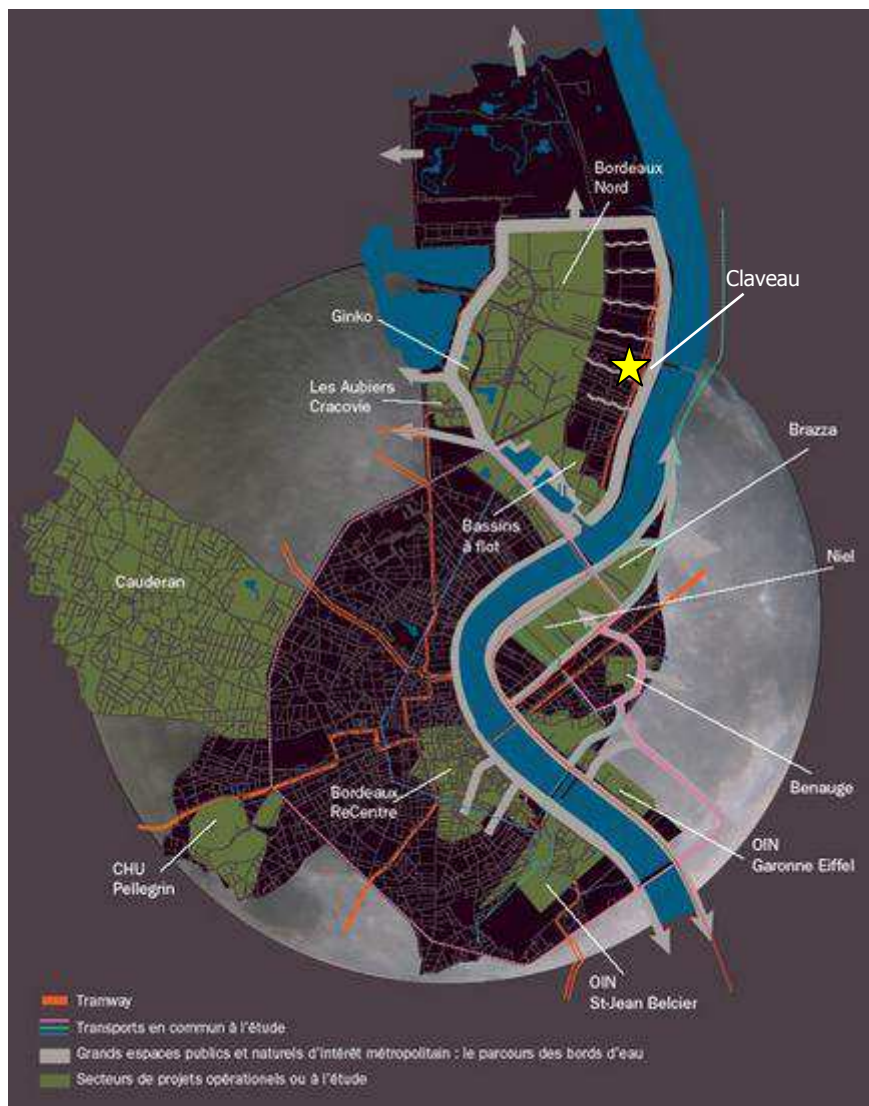 Bordeaux
Nord
Claveau
Ginko
Les Aubiers
Cracovie
Brazza
Bassins
à flot
Niel
Cauderan
Bordeaux
ReCentre
Benauge
CHU
Pellegrin
OIN
Garonne Eiffel
OIN
St-Jean Belcier
Tramway
Transports en commun à l'étude
Grands espaces publics et naturels d'intérêt métropolitain : le parcours des bords d'eau
Secteurs de projets opérationels ou à l'étude